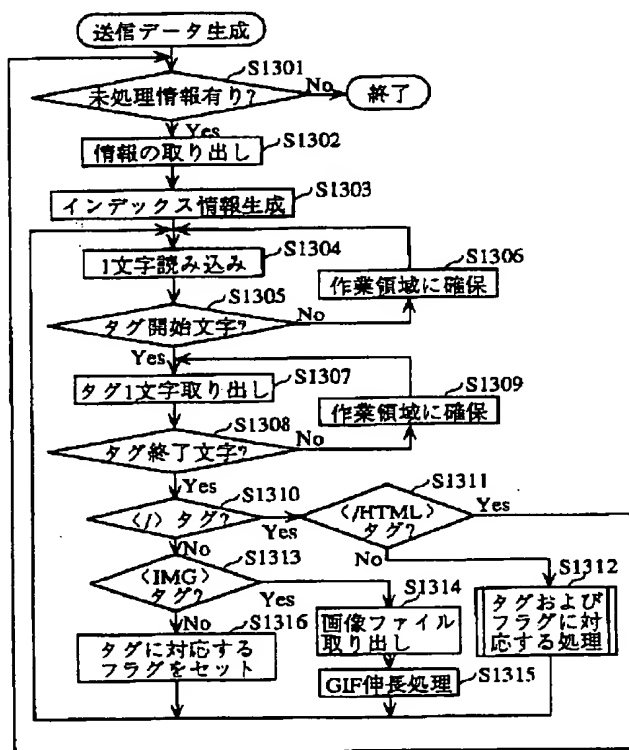 送信データ生成
S1301
未処理情報有り?
No
終了
Yes
S1302
情報の取り出し
S1303
インデックス情報生成
S1304
1文字読み込み
S1306
作業領域に確保
S1305
タグ開始文字?
No
Yes
S1307
タグ1文字取り出し
S1309
作業領域に確保
S1308
タグ終了文字?
No
Yes
S1310
〈/〉タグ?
Yes
S1311
〈/HTML〉
タグ?
Yes
No
No
S1313
〈IMG〉
タグ?
Yes
S1314
画像ファイル
取り出し
S1312
タグおよび
フラグに対
応する処理
No
S1316
タグに対応する
フラグをセット
GIF伸長処理
S1315